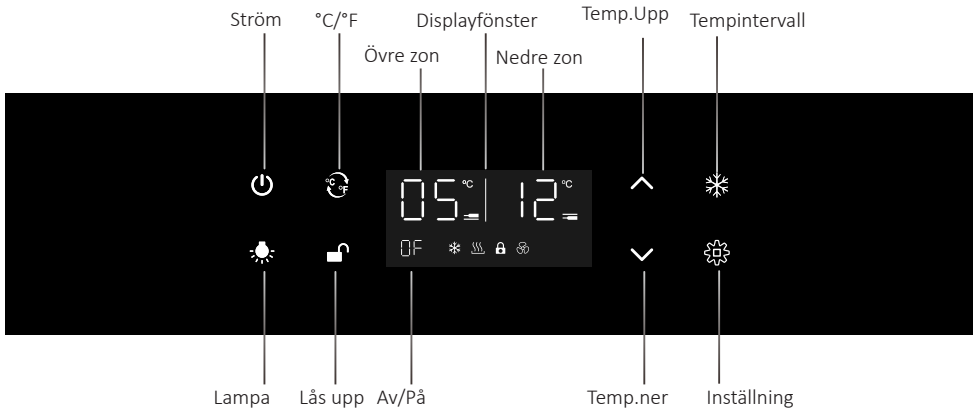 Ström °C/°F Displayfönster Temp.Upp Tempintervall
Övre zon Nedre zon
°C °F
05 °C 12 °C
0F
Lampa Lås upp Av/På Temp.ner Inställning